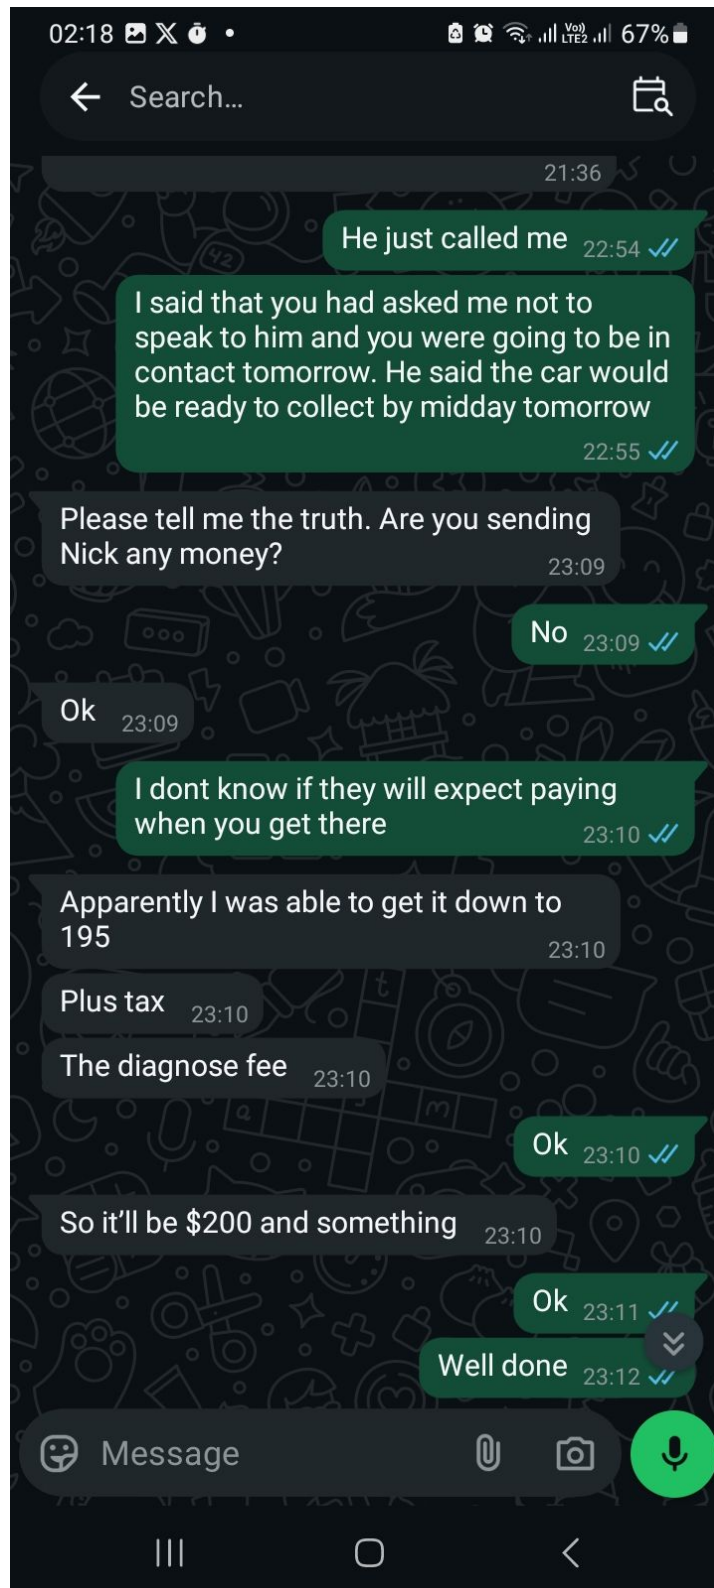 02:18 67%
Vo))
LTE2
Search...
21:36
He just called me 22:54
I said that you had asked me not to
speak to him and you were going to be in
contact tomorrow. He said the car would
be ready to collect by midday tomorrow
22:55
Please tell me the truth. Are you sending
Nick any money?
23:09
No 23:09
Ok 23:09
I dont know if they will expect paying
when you get there 23:10
Apparently I was able to get it down to
195
23:10
Plus tax 23:10
The diagnose fee 23:10
Ok 23:10
So it’ll be $200 and something 23:10
Ok 23:11
Well done 23:12
Message